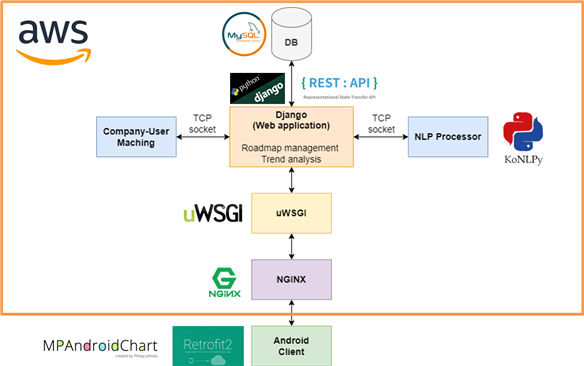 aws
MySQL
DB
python
django
{ REST : API }
Representational State Transfer API
Django
(Web application)
Roadmap management
Trend analysis
TCP
socket
TCP
socket
Company-User
Maching
NLP Processor
KoNLPy
uWSGI
uWSGI
NGiNX
NGINX
MPAndroidChart
created by Philipp Jahoda
Retrofit2
Android
Client